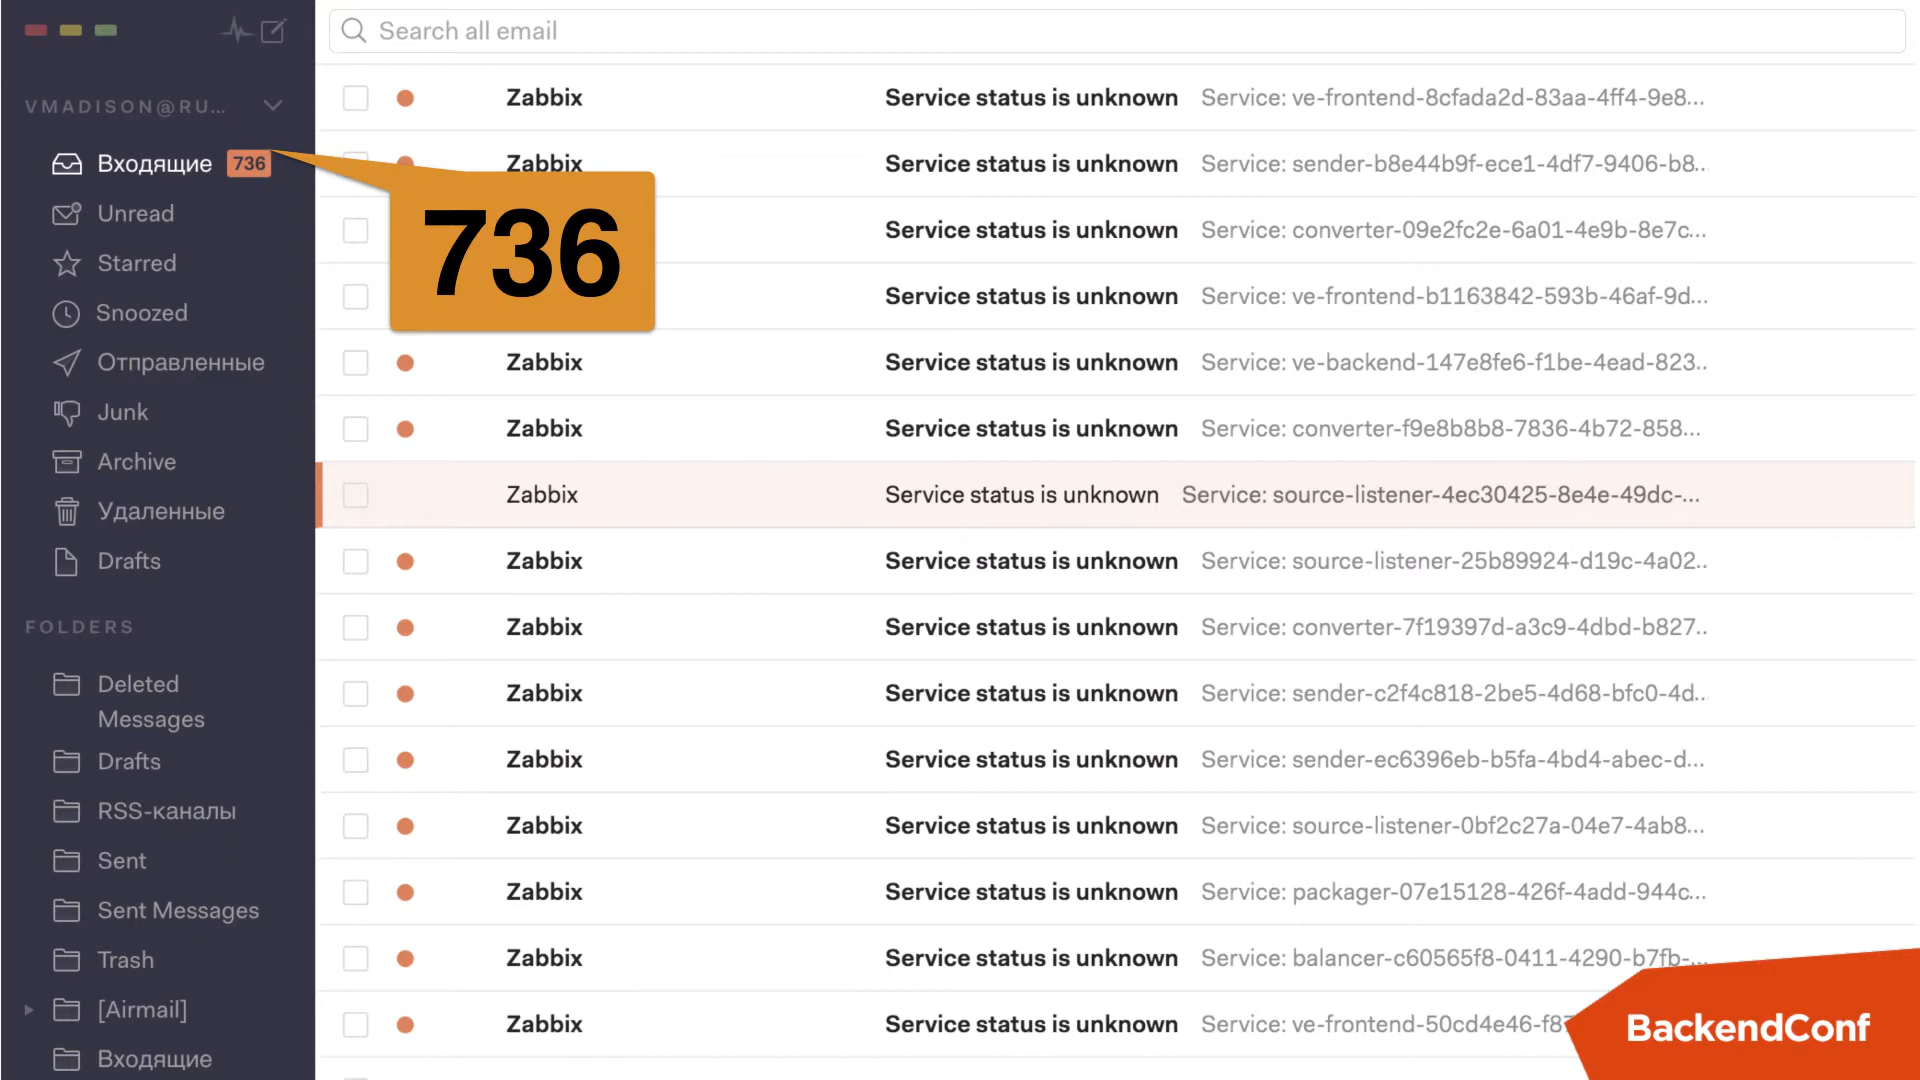 Search all email
VMADISON@RU...
Входящие 736
Unread
Starred
Snoozed
Отправленные
Junk
Archive
Удаленные
Drafts
FOLDERS
Deleted
Messages
Drafts
RSS-каналы
Sent
Sent Messages
Trash
[Airmail]
Входящие
736
Zabbix Service status is unknown Service: ve-frontend-8cfada2d-83aa-4ff4-9e8...
Zabbix Service status is unknown Service: sender-b8e44b9f-ece1-4df7-9406-b8..
Service status is unknown Service: converter-09e2fc2e-6a01-4e9b-8e7c...
Service status is unknown Service: ve-frontend-b1163842-593b-46af-9d...
Zabbix Service status is unknown Service: ve-backend-147e8fe6-f1be-4ead-823..
Zabbix Service status is unknown Service: converter-f9e8b8b8-7836-4b72-858...
Zabbix Service status is unknown Service: source-listener-4ec30425-8e4e-49dc-...
Zabbix Service status is unknown Service: source-listener-25b89924-d19c-4a02..
Zabbix Service status is unknown Service: converter-7f19397d-a3c9-4dbd-b827..
Zabbix Service status is unknown Service: sender-c2f4c818-2be5-4d68-bfc0-4d..
Zabbix Service status is unknown Service: sender-ec6396eb-b5fa-4bd4-abec-d...
Zabbix Service status is unknown Service: source-listener-0bf2c27a-04e7-4ab8...
Zabbix Service status is unknown Service: packager-07e15128-426f-4add-944c...
Zabbix Service status is unknown Service: balancer-c60565f8-0411-4290-b7fb-...
Zabbix Service status is unknown Service: ve-frontend-50cd4e46-f8
BackendConf